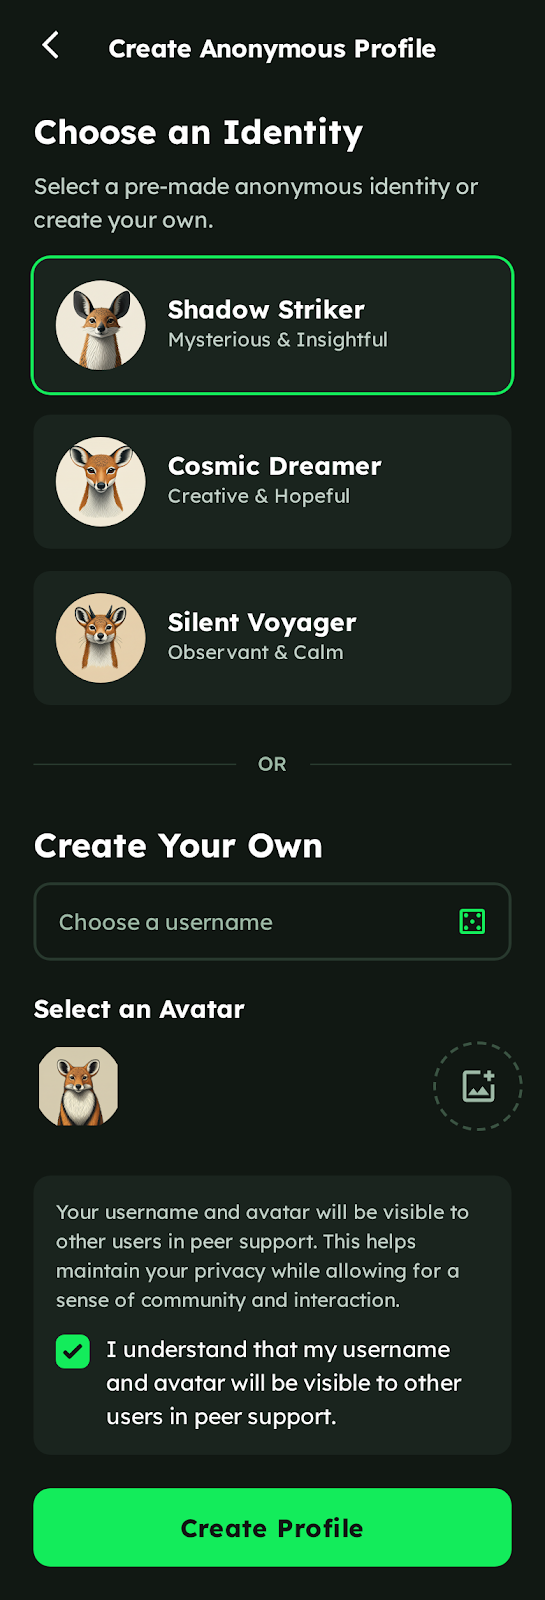 Create Anonymous Profile
Choose an Identity
Select a pre-made anonymous identity or
create your own.
Shadow Striker
Mysterious & Insightful
Cosmic Dreamer
Creative & Hopeful
Silent Voyager
Observant & Calm
OR
Create Your Own
Choose a username
Select an Avatar
Your username and avatar will be visible to
other users in peer support. This helps
maintain your privacy while allowing for a
sense of community and interaction.
I understand that my username
and avatar will be visible to other
users in peer support.
Create Profile